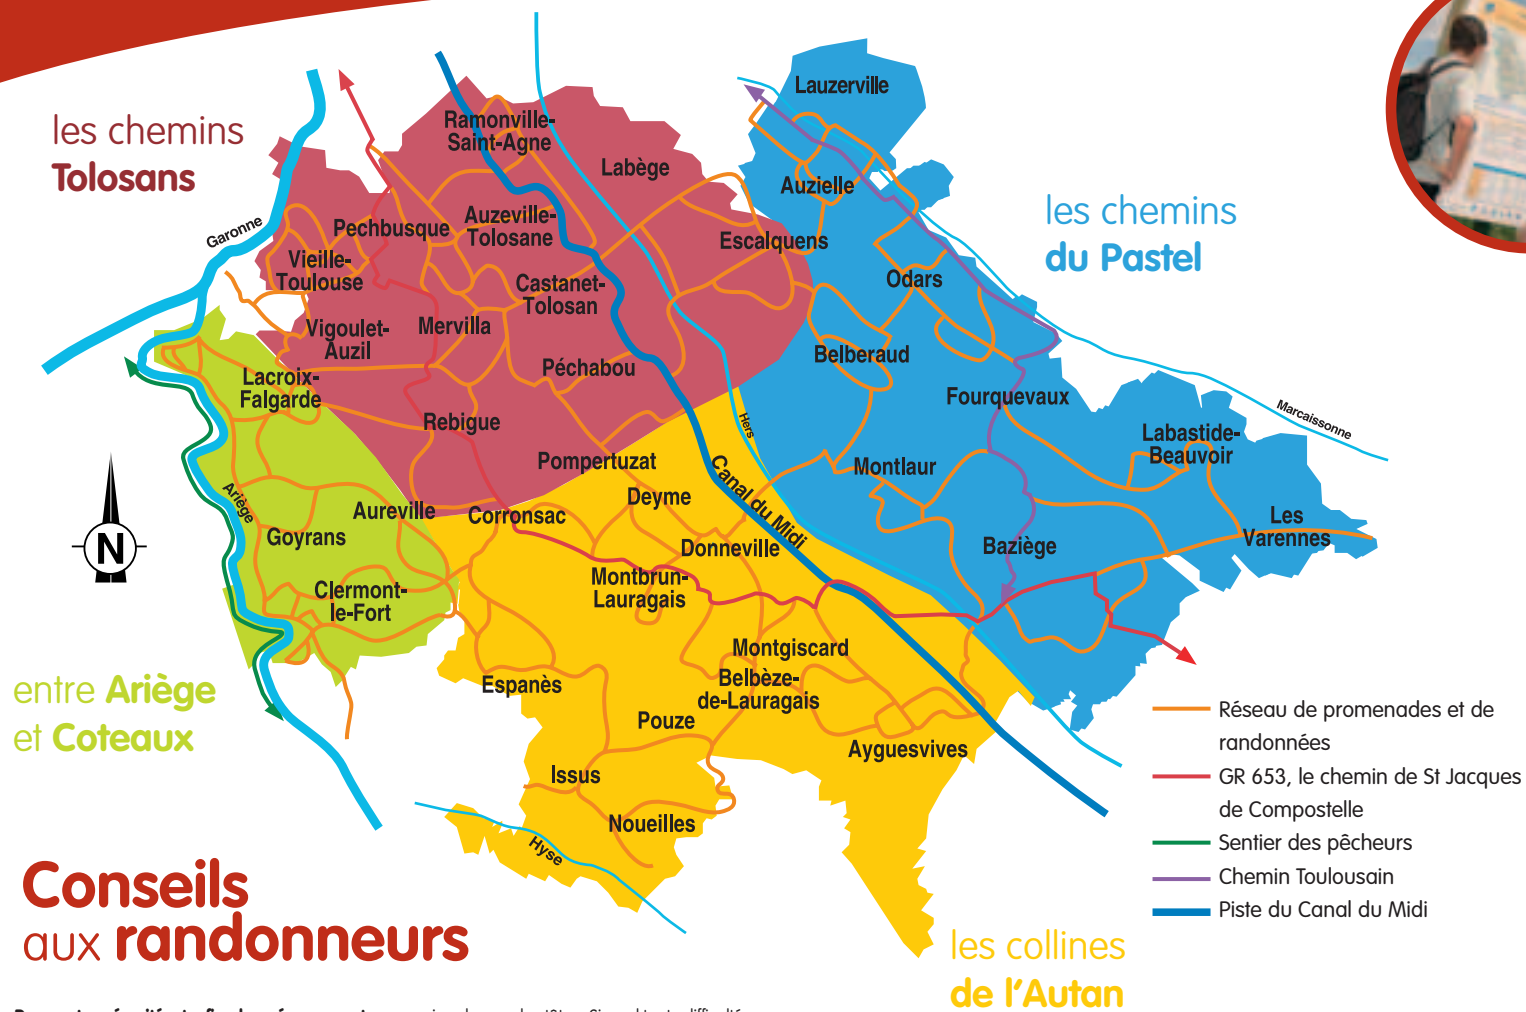 les chemins
Tolosans
Garonne
Ramonville-
Saint-Agne
Labège
Lauzerville
Auzielle
les chemins
du Pastel
Pechbusque
Auzeville-
Tolosane
Escalquens
Vieille-
Toulouse
Castanet-
Tolosan
Odars
Vigoulet-
Auzil
Mervilla
Belberaud
Péchabou
Lacroix-
Falgarde
Rebigue
Fourquevaux
Hers
Marcaissonne
Labastide-
Beauvoir
Pompertuzat
Montlaur
Canal du Midi
Deyme
Ariège
Aureville
Corronsac
Les
Varennes
Goyrans
Donneville
Baziège
N
Clermont-
le-Fort
Montbrun-
Lauragais
Montgiscard
entre Ariège
et Coteaux
Espanès
Belbèze-
de-Lauragais
Pouze
Ayguesvives
Issus
Noueilles
Hyse
Réseau de promenades et de
randonnées
GR 653, le chemin de St Jacques
de Compostelle
Sentier des pêcheurs
Chemin Toulousain
Piste du Canal du Midi
Conseils
aux randonneurs
les collines
de l'Autan